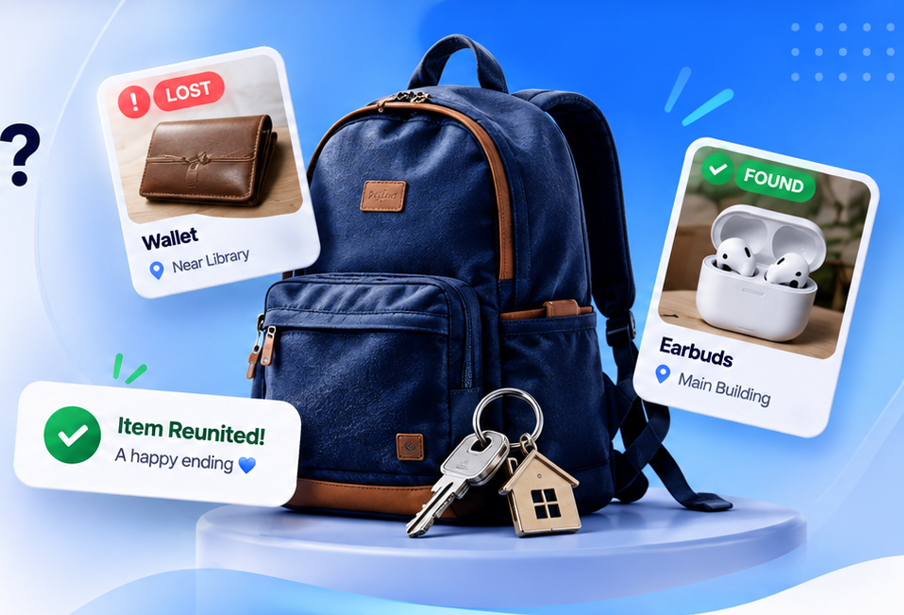 ?
! LOST
Wallet
Near Library
FOUND
Earbuds
Main Building
Item Reunited!
A happy ending 💙